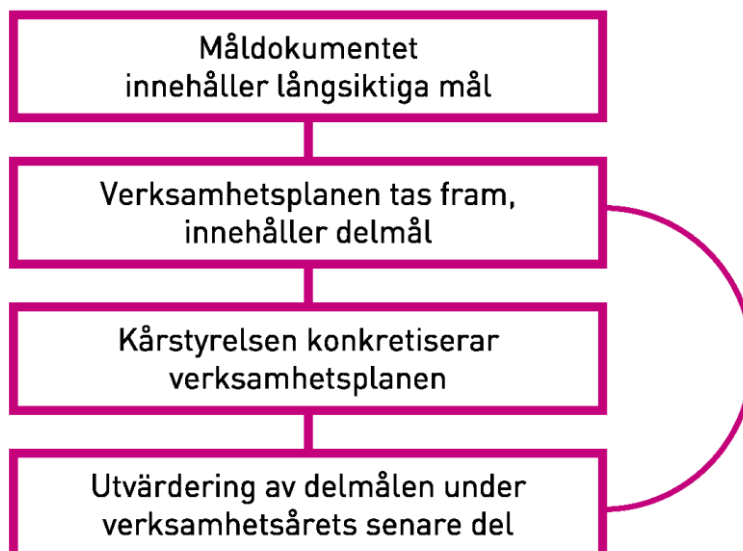 Måldokumentet
innehåller långsiktiga mål
Verksamhetsplanen tas fram,
innehåller delmål
Kårstyrelsen konkretiserar
verksamhetsplanen
Utvärdering av delmålen under
verksamhetsårets senare del